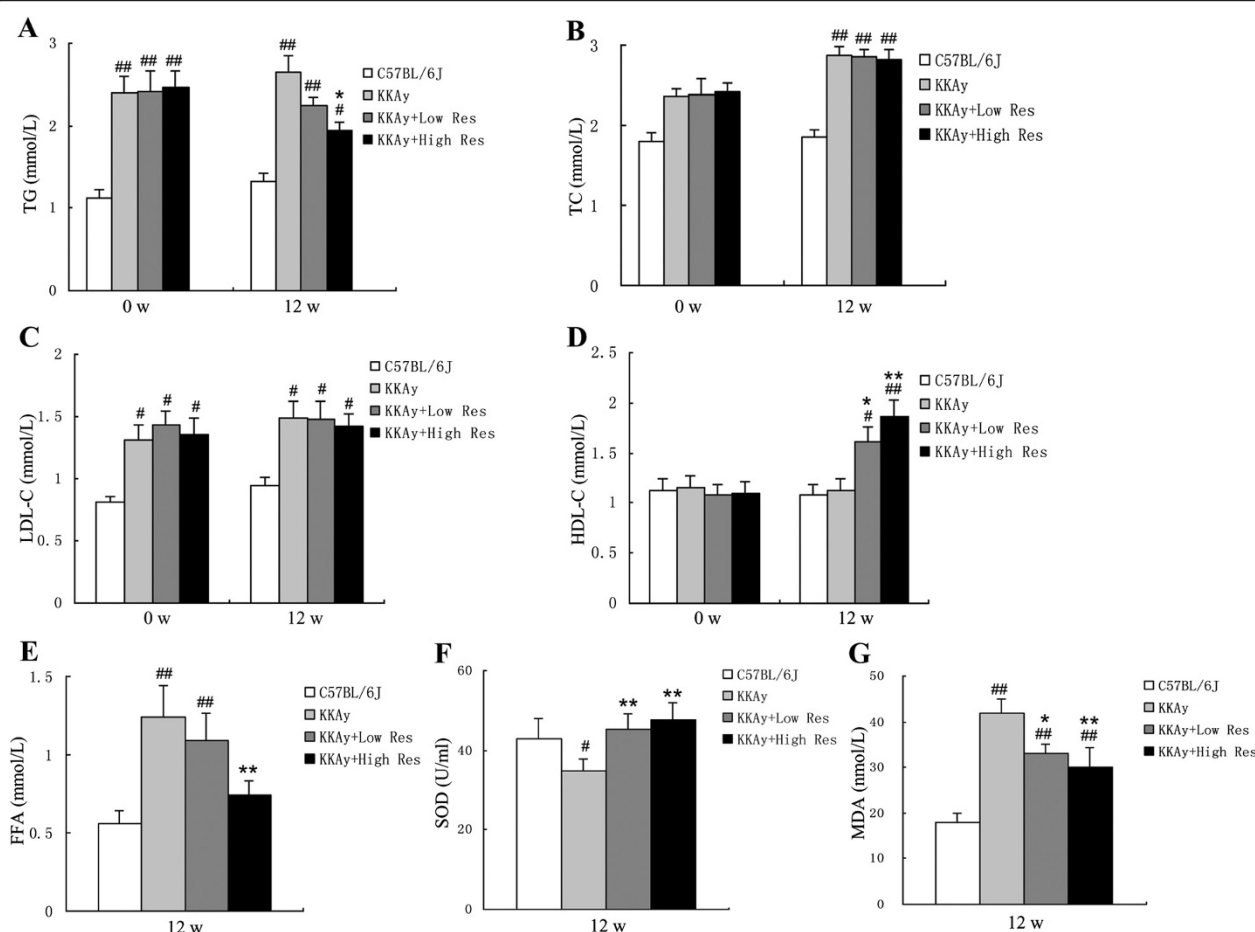 A
TG (mmol/L)
3
2
1
0
## ## ##
##
##
*
#
0 w
12 w
C57BL/6J
KKAy
KKAy+Low Res
KKAy+High Res
B
TC (mmol/L)
3
2
1
0
## ## ##
0 w
12 w
C57BL/6J
KKAy
KKAy+Low Res
KKAy+High Res
C
LDL-C (mmol/L)
2
1.5
1
0.5
0
# # #
# # #
0 w
12 w
C57BL/6J
KKAy
KKAy+Low Res
KKAy+High Res
D
HDL-C (mmol/L)
2.5
2
1.5
1
0.5
0
*
#
**
##
0 w
12 w
C57BL/6J
KKAy
KKAy+Low Res
KKAy+High Res
E
FFA (mmol/L)
1.5
1
0.5
0
##
##
**
12 w
C57BL/6J
KKAy
KKAy+Low Res
KKAy+High Res
F
SOD (U/ml)
60
40
20
0
#
**
**
12 w
C57BL/6J
KKAy
KKAy+Low Res
KKAy+High Res
G
MDA (nmol/L)
50
40
30
20
10
0
##
*
##
**
##
12 w
C57BL/6J
KKAy
KKAy+Low Res
KKAy+High Res